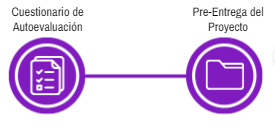 Cuestionario de
Autoevaluación
Pre-Entrega del
Proyecto